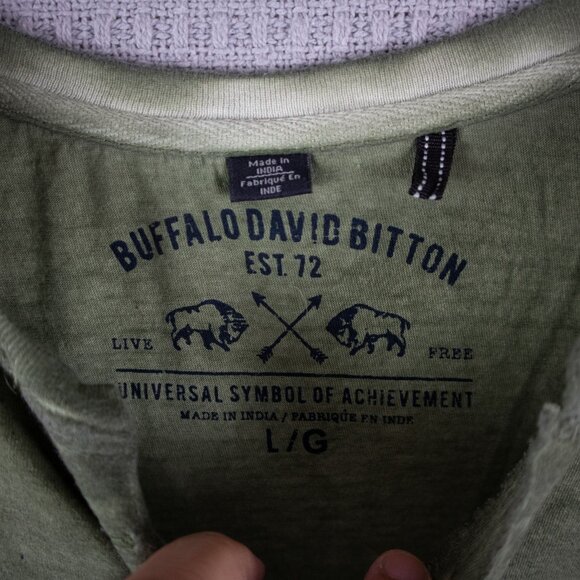 Made In
INDIA
Fabriqué En
INDE
BUFFALO DAVID BITTON
EST. 72
LIVE FREE
UNIVERSAL SYMBOL OF ACHIEVEMENT
MADE IN INDIA / FABRIQUÉ EN INDE
L/G